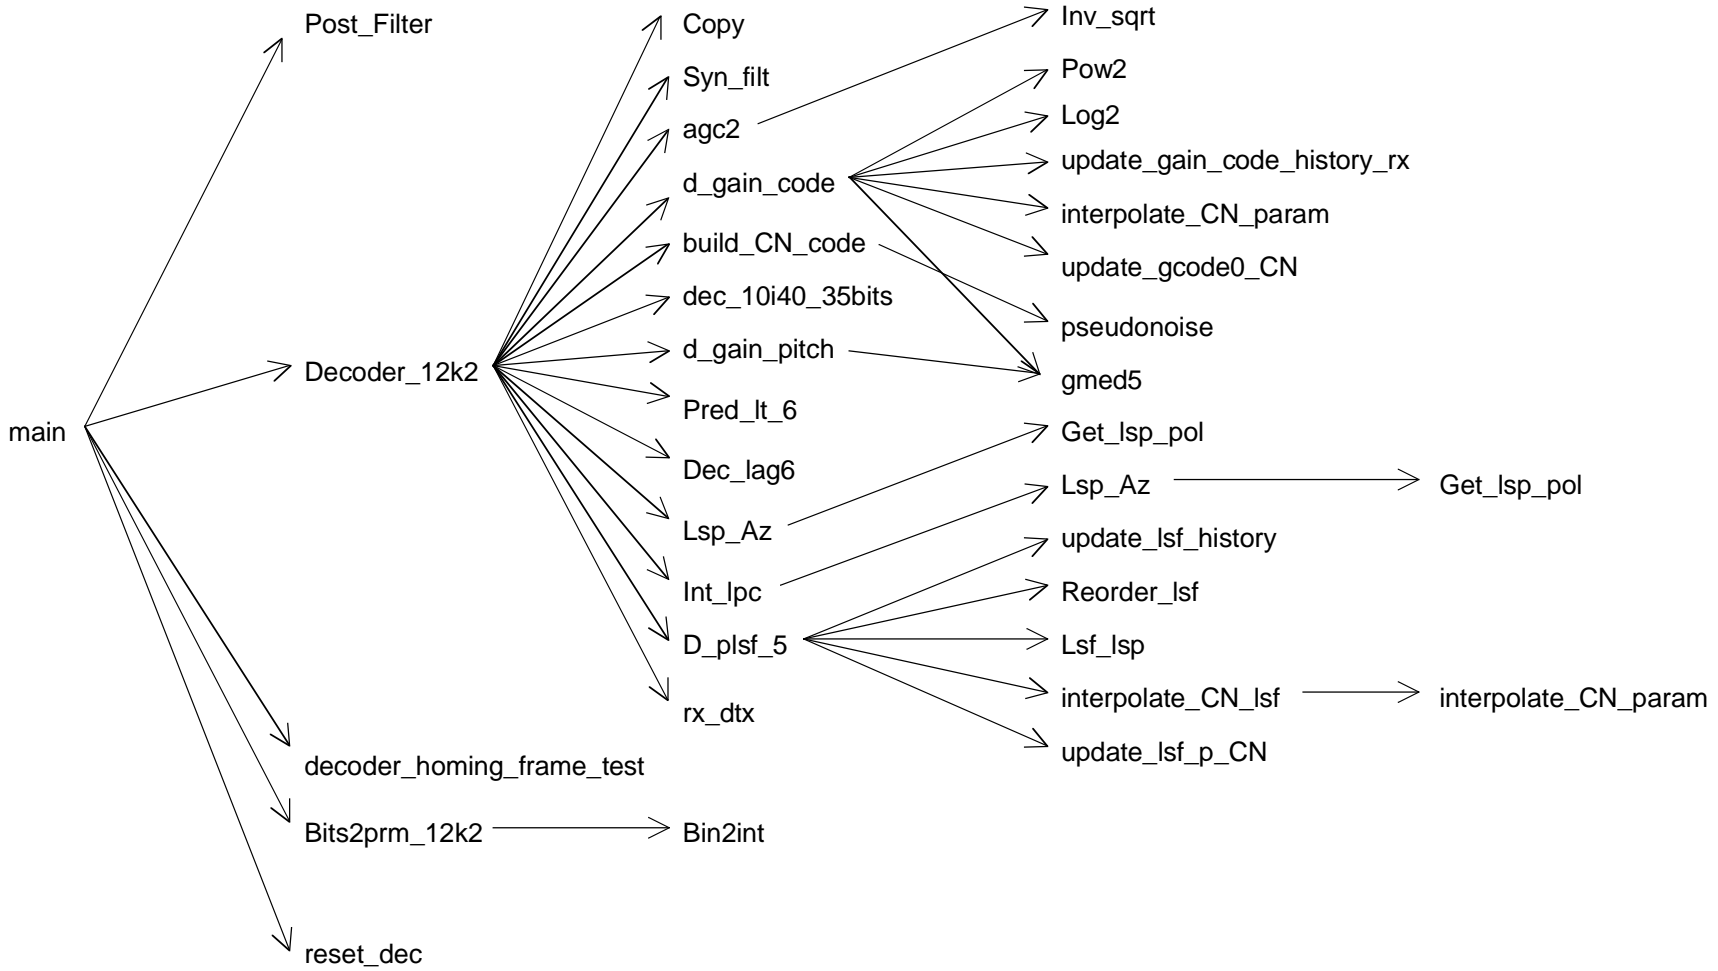 Post_Filter
Copy
Inv_sqrt
Syn_filt
Pow2
agc2
Log2
d_gain_code
update_gain_code_history_rx
interpolate_CN_param
build_CN_code
update_gcode0_CN
dec_10i40_35bits
pseudonoise
d_gain_pitch
Decoder_12k2
gmed5
Pred_lt_6
main
Get_lsp_pol
Dec_lag6
Lsp_Az
Get_lsp_pol
Lsp_Az
update_lsf_history
Int_lpc
Reorder_lsf
D_plsf_5
Lsf_lsp
rx_dtx
interpolate_CN_lsf
interpolate_CN_param
update_lsf_p_CN
decoder_homing_frame_test
Bits2prm_12k2
Bin2int
reset_dec